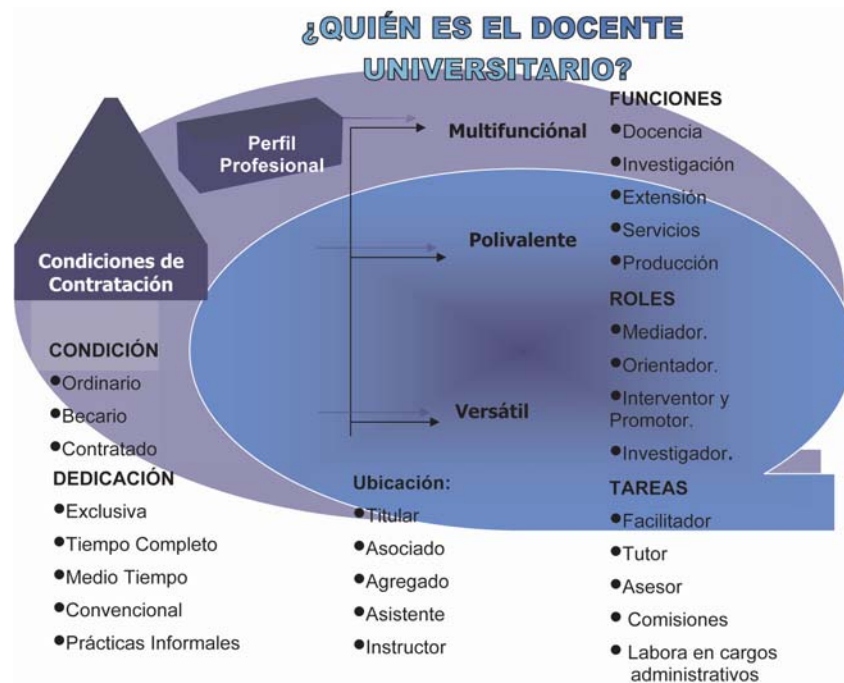 ¿QUIÉN ES EL DOCENTE
UNIVERSITARIO?
Perfil
Profesional
Condiciones de
Contratación
CONDICIÓN
●Ordinario
●Becario
●Contratado
DEDICACIÓN
●Exclusiva
●Tiempo Completo
●Medio Tiempo
●Convencional
●Prácticas Informales
Multifunciónal
Polivalente
Versátil
Ubicación:
●Titular
●Asociado
●Agregado
●Asistente
●Instructor
FUNCIONES
●Docencia
●Investigación
●Extensión
●Servicios
●Producción
ROLES
●Mediador.
●Orientador.
●Interventor y
Promotor.
●Investigador.
TAREAS
●Facilitador
●Tutor
●Asesor
● Comisiones
● Labora en cargos
administrativos